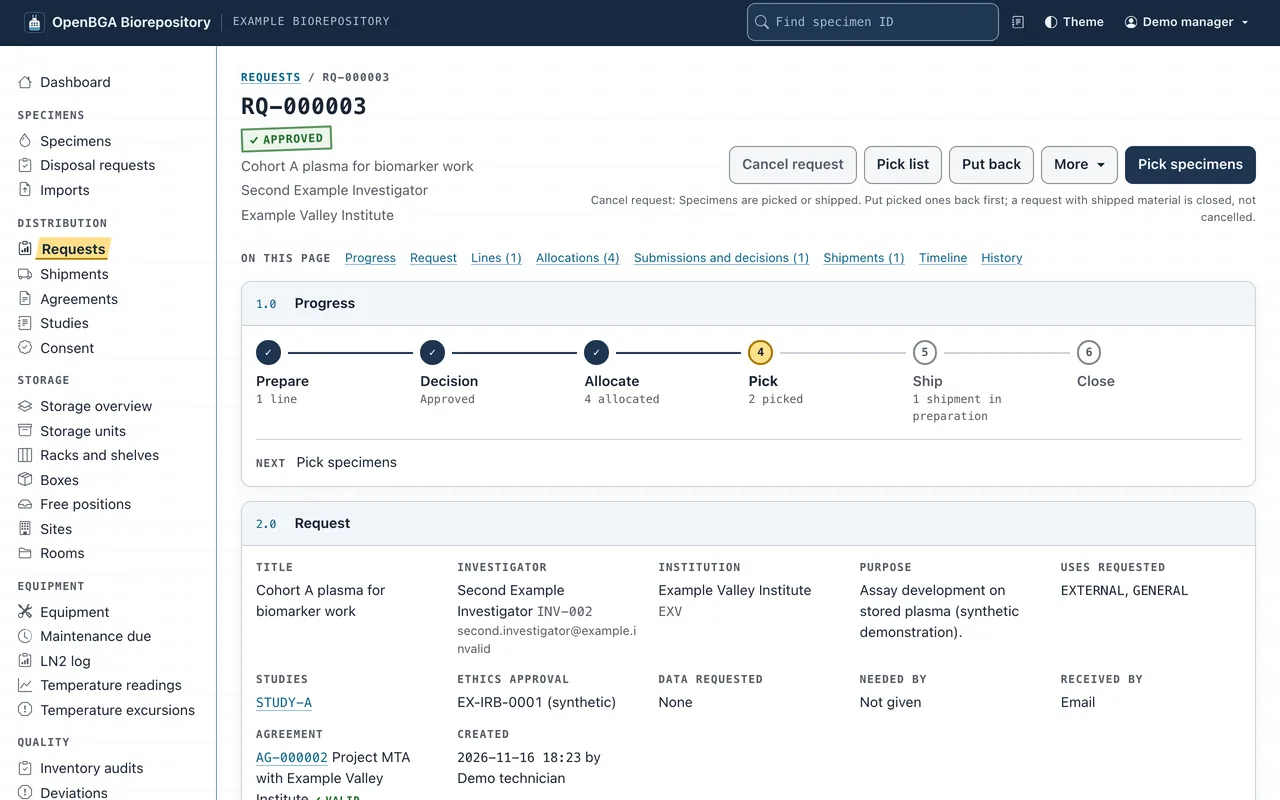 OpenBGA Biorepository
EXAMPLE BIOREPOSITORY
Find specimen ID
Theme
Demo manager
Dashboard
SPECIMENS
Specimens
Disposal requests
Imports
DISTRIBUTION
Requests
Shipments
Agreements
Studies
Consent
STORAGE
Storage overview
Storage units
Racks and shelves
Boxes
Free positions
Sites
Rooms
EQUIPMENT
Equipment
Maintenance due
LN2 log
Temperature readings
Temperature excursions
QUALITY
Inventory audits
Deviations
REQUESTS / RQ-000003
RQ-000003
✓ APPROVED
Cohort A plasma for biomarker work
Second Example Investigator
Example Valley Institute
Cancel request
Pick list
Put back
More
Pick specimens
Cancel request: Specimens are picked or shipped. Put picked ones back first; a request with shipped material is closed, not
cancelled.
ON THIS PAGE Progress Request Lines (1) Allocations (4) Submissions and decisions (1) Shipments (1) Timeline History
1.0 Progress
✓ ✓ ✓ 4 5 6
Prepare Decision Allocate Pick Ship Close
1 line Approved 4 allocated 2 picked 1 shipment in
preparation
NEXT Pick specimens
2.0 Request
TITLE
Cohort A plasma for
biomarker work
INVESTIGATOR
Second Example
Investigator INV-002
second.investigator@example.i
nvalid
INSTITUTION
Example Valley Institute
EXV
PURPOSE
Assay development on
stored plasma (synthetic
demonstration).
USES REQUESTED
EXTERNAL, GENERAL
STUDIES
STUDY-A
ETHICS APPROVAL
EX-IRB-0001 (synthetic)
DATA REQUESTED
None
NEEDED BY
Not given
RECEIVED BY
Email
AGREEMENT
AG-000002 Project MTA
with Example Valley
Institute ✓ VALID
CREATED
2026-11-16 18:23 by
Demo technician